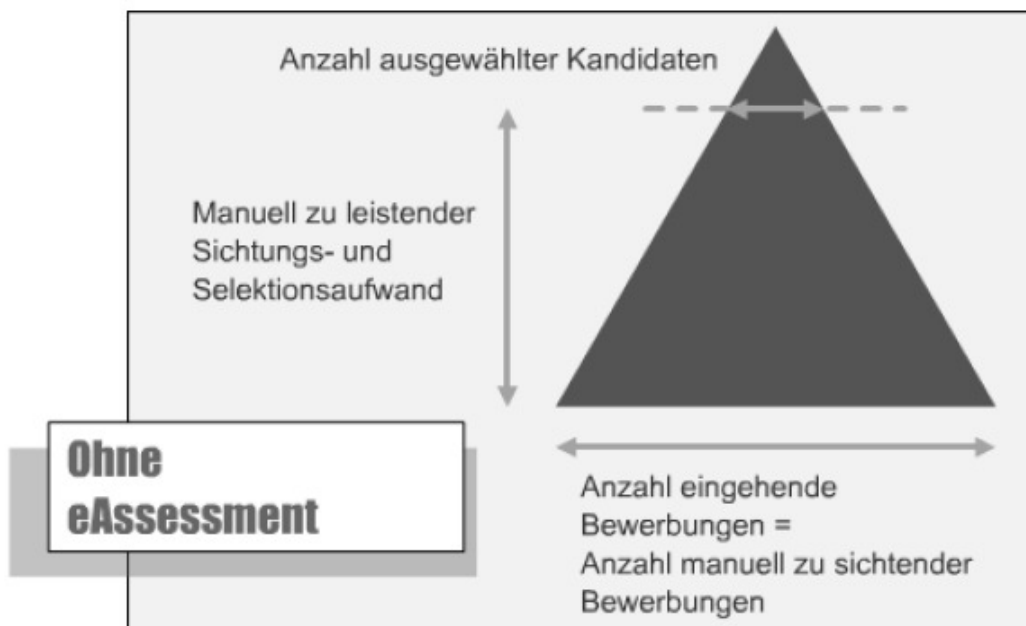 Anzahl ausgewählter Kandidaten
Manuell zu leistender
Sichtungs- und
Selektionsaufwand
Ohne
eAssessment
Anzahl eingehende
Bewerbungen =
Anzahl manuell zu sichtender
Bewerbungen